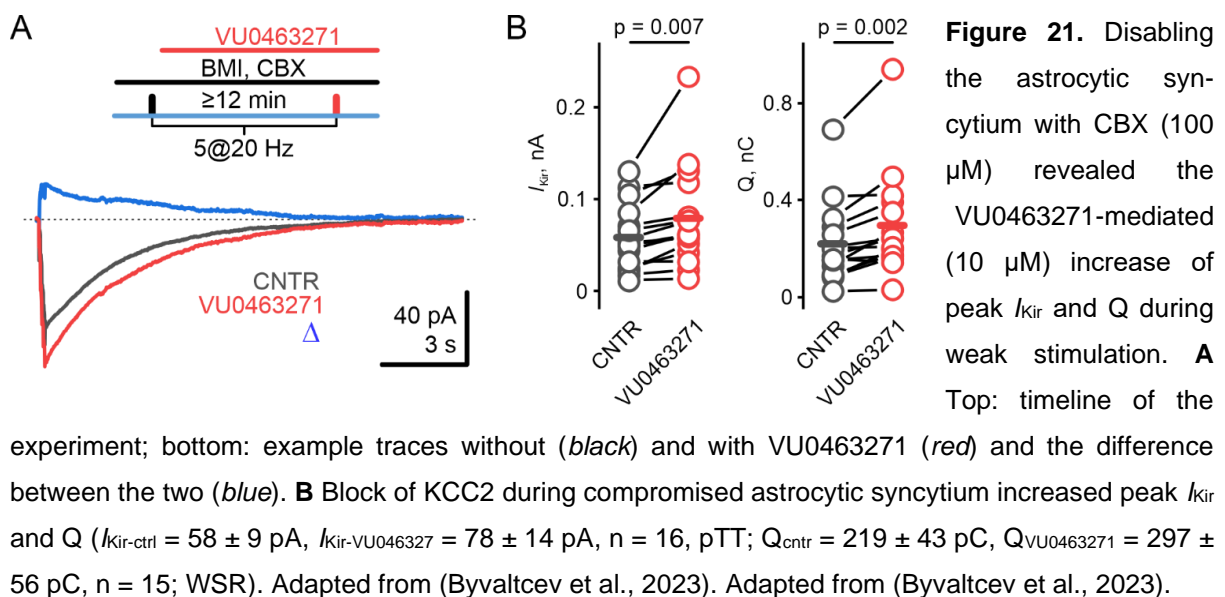 A
VU0463271
BMI, CBX
≥12 min
5@20 Hz
CNTR
VU0463271
Δ
40 pA
3 s
B
p = 0.007
0.2
0.1
0
IKir, nA
CNTR
VU0463271
p = 0.002
0.8
0.4
0
Q, nC
CNTR
VU0463271
Figure 21. Disabling
the astrocytic syn-
cytium with CBX (100
µM) revealed the
VU0463271-mediated
(10 µM) increase of
peak IKir and Q during
weak stimulation. A
Top: timeline of the
experiment; bottom: example traces without (black) and with VU0463271 (red) and the difference
between the two (blue). B Block of KCC2 during compromised astrocytic syncytium increased peak IKir
and Q (IKir-ctrl = 58 ± 9 pA, IKir-VU046327 = 78 ± 14 pA, n = 16, pTT; Qcntr = 219 ± 43 pC, QVU0463271 = 297 ±
56 pC, n = 15; WSR). Adapted from (Byvaltcev et al., 2023). Adapted from (Byvaltcev et al., 2023).